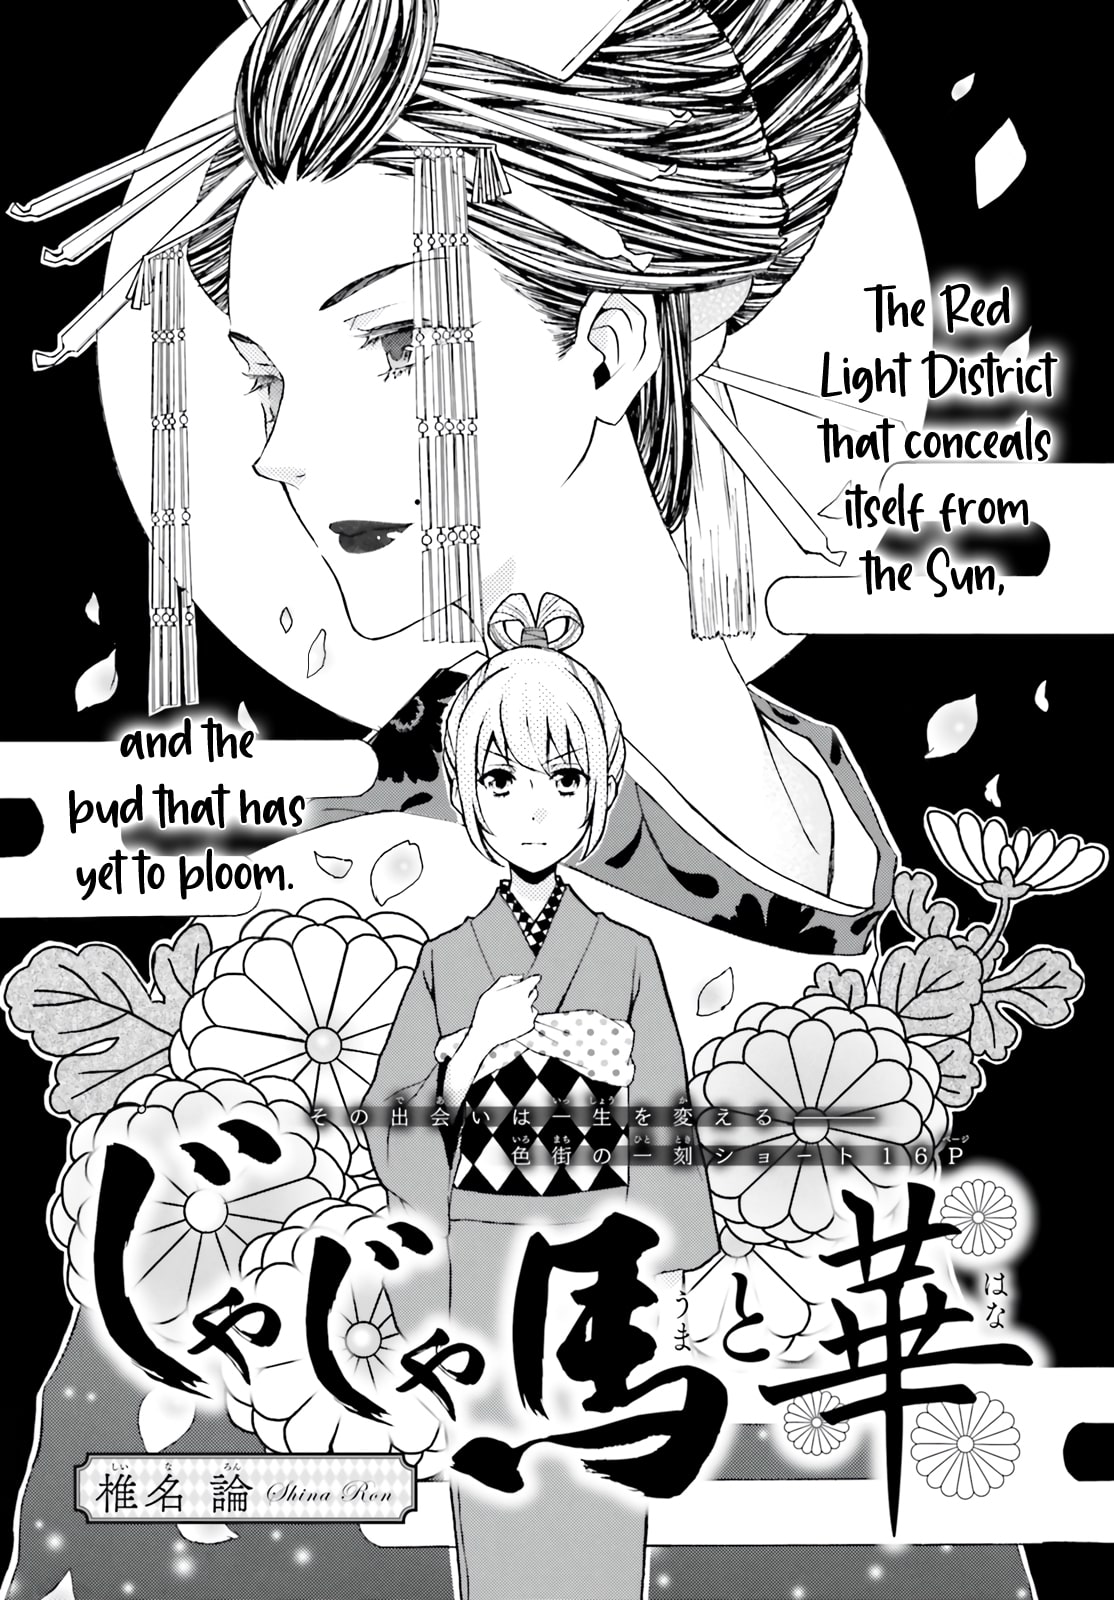 The Red
Light District
that conceals
itself from
the Sun,
and the
bud that has
yet to bloom.
その出会いは一生を変える――
色街の一刻ショート16P
じゃじゃ馬と華
椎名論 Shina Ron